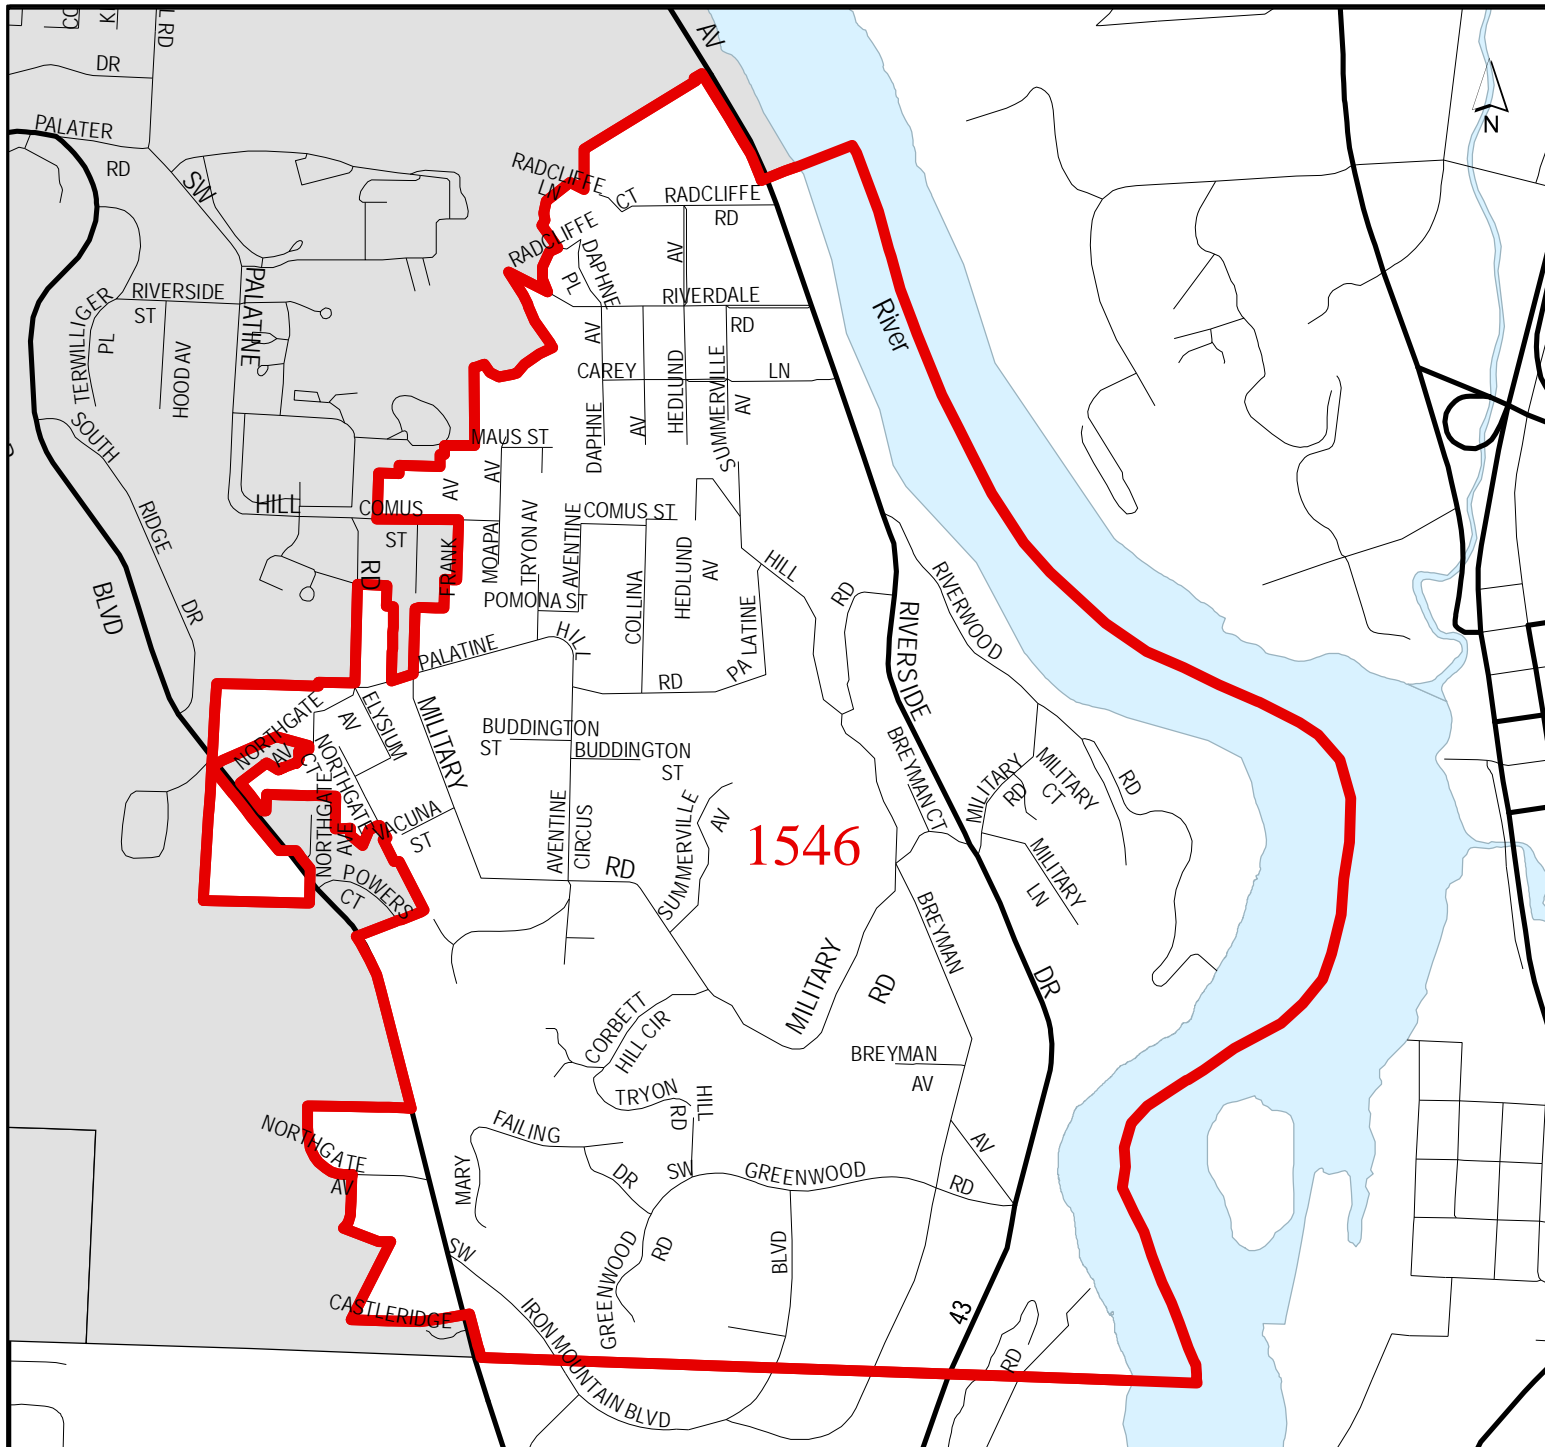 AV
L RD
DR
N
PALATER
RD
SW
RADCLIFFE
LN
CT
RADCLIFFE
RD
RADCLIFFE
DAPHNE
PL
AV
PALATINE
RIVERSIDE
ST
RIVERDALE
RD
River
TERWILLIGER
PL
HOOD AV
AV
CAREY
LN
HEDLUND
SUMMERVILLE
AV
DAPHNE
AV
SOUTH
RIDGE
DR
MAUS ST
AV
AV
HILL
COMUS
ST
RD
FRANK
MOAPA
TRYON AV
AVENTINE
COMUS ST
HEDLUND
AV
HILL
RD
COLLINA
POMONA ST
PALATINE
HILL
RD
PALATINE
BLVD
RIVERSIDE
RIVERWOOD
RD
NORTHGATE
AV
ELYSIUM
AV
MILITARY
BUDDINGTON
ST
BUDDINGTON
ST
BREYMAN CT
MILITARY
RD
MILITARY
CT
MILITARY
LN
NORTHGATE
CT
NORTHGATE
AVE
VACUNA
ST
POWERS
CT
AVENTINE
CIRCUS
RD
SUMMERVILLE
AV
1546
BREYMAN
MILITARY
RD
DR
CORBETT
HILL CIR
BREYMAN
AV
TRYON
HILL
RD
FAILING
DR
MARY
SW
GREENWOOD
RD
AV
NORTHGATE
AV
SW
GREENWOOD
RD
BLVD
CASTLERIDGE
IRON MOUNTAIN BLVD
43
RD